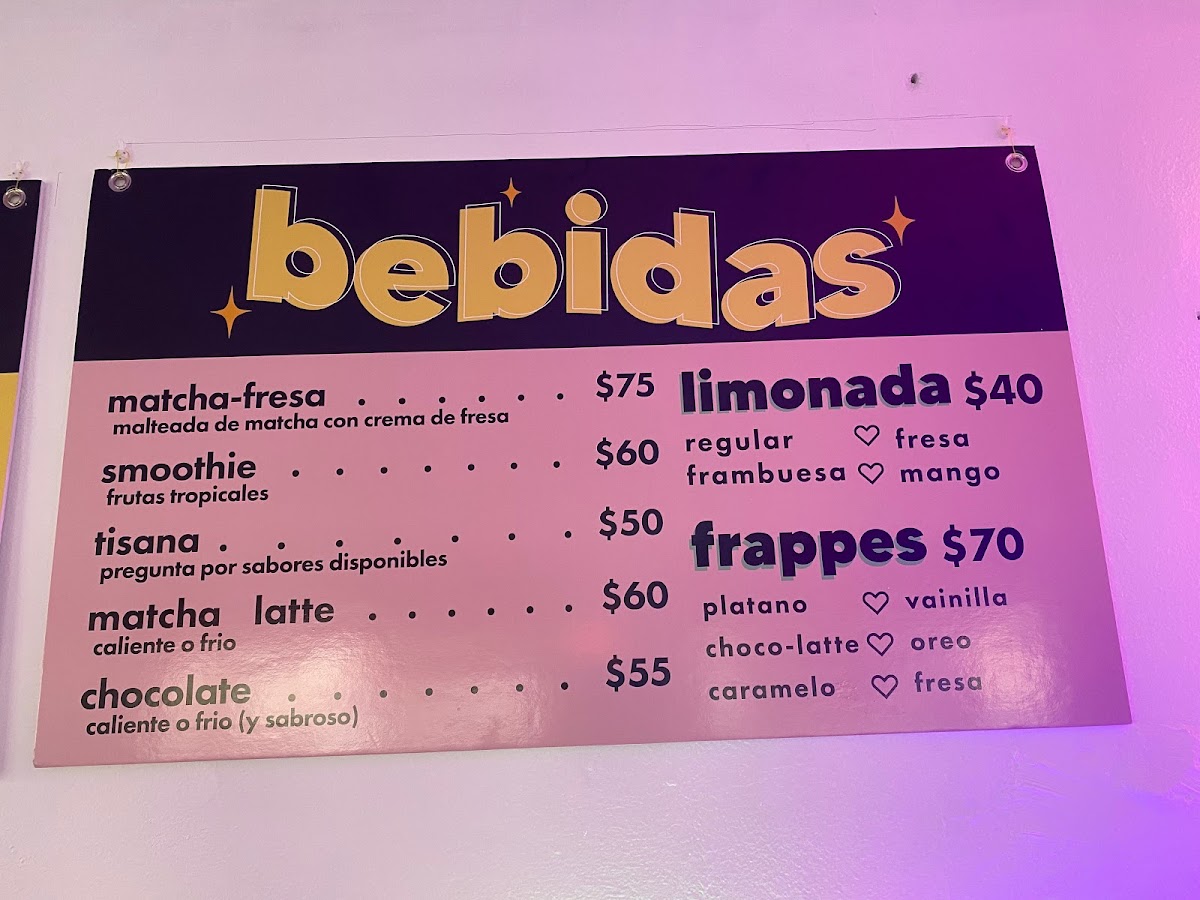 bebidas
matcha-fresa . . . . . . $75
malteada de matcha con crema de fresa
smoothie . . . . . . . $60
frutas tropicales
tisana . . . . . . . $50
pregunta por sabores disponibles
matcha latte . . . . . . $60
caliente o frio
chocolate . . . . . . . $55
caliente o frio (y sabroso)
limonada $40
regular ♡ fresa
frambuesa ♡ mango
frappes $70
platano ♡ vainilla
choco-latte ♡ oreo
caramelo ♡ fresa